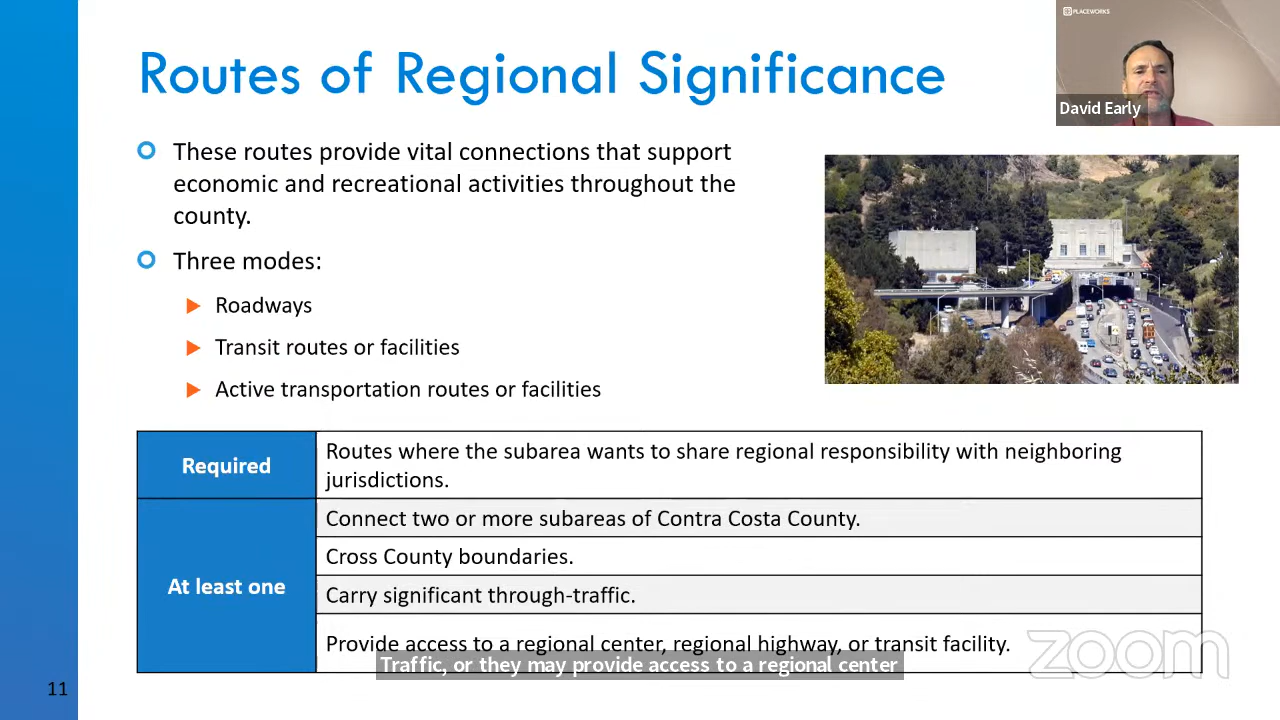 PLACEWORKS
Routes of Regional Significance
David Early
These routes provide vital connections that support
economic and recreational activities throughout the
county.
Three modes:
Roadways
Transit routes or facilities
Active transportation routes or facilities
Required
Routes where the subarea wants to share regional responsibility with neighboring
jurisdictions.
At least one
Connect two or more subareas of Contra Costa County.
Cross County boundaries.
Carry significant through-traffic.
Provide access to a regional center, regional highway, or transit facility.
zoom
Traffic, or they may provide access to a regional center
11